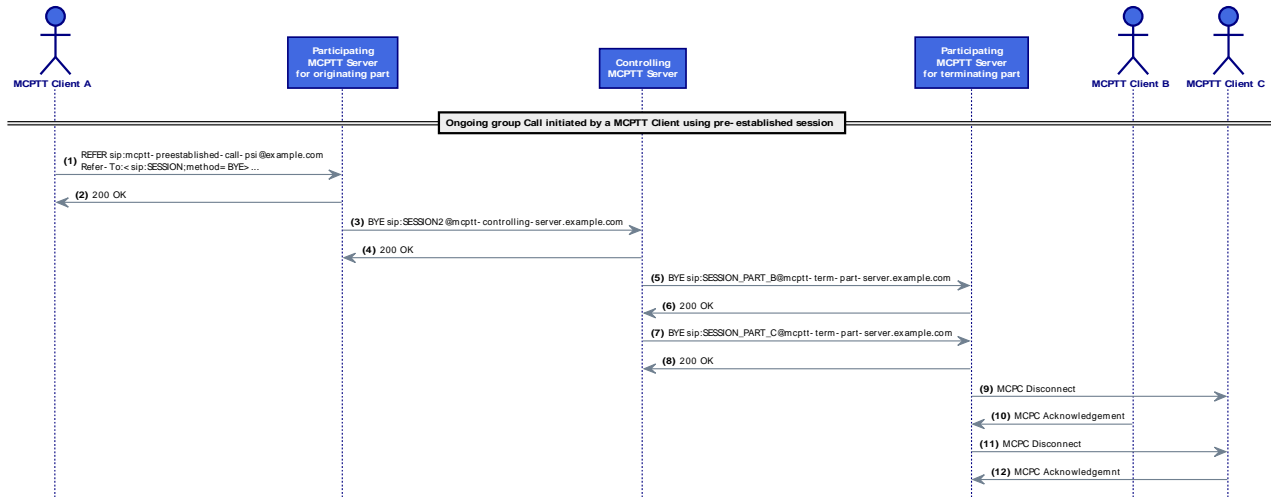 MCPTT Client A
Participating
MCPTT Server
for originating part
Controlling
MCPTT Server
Participating
MCPTT Server
for terminating part
MCPTT Client B
MCPTT Client C
Ongoing group Call initiated by a MCPTT Client using pre-established session
(1) REFER sip:mcptt-preestablished-call-psi@example.com
Refer-To:<sip:SESSION;method=BYE>...
(2) 200 OK
(3) BYE sip:SESSION2@mcptt-controlling-server.example.com
(4) 200 OK
(5) BYE sip:SESSION_PART_B@mcptt-term-part-server.example.com
(6) 200 OK
(7) BYE sip:SESSION_PART_C@mcptt-term-part-server.example.com
(8) 200 OK
(9) MCPC Disconnect
(10) MCPC Acknowledgement
(11) MCPC Disconnect
(12) MCPC Acknowledgemnt